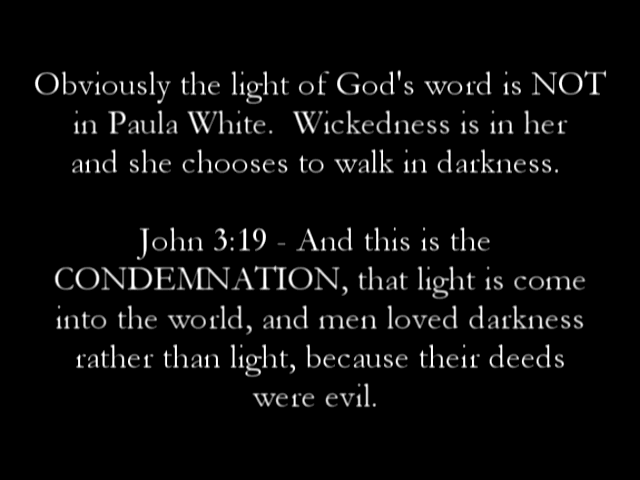 Obviously the light of God's word is NOT
in Paula White.  Wickedness is in her
and she chooses to walk in darkness.
John 3:19 - And this is the
CONDEMNATION, that light is come
into the world, and men loved darkness
rather than light, because their deeds
were evil.